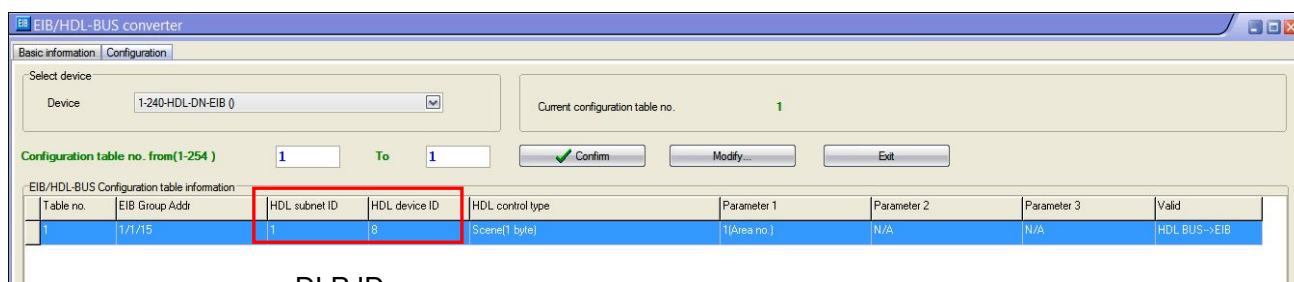 EIB EIB/HDL-BUS converter
Basic information Configuration
Select device
Device 1-240-HDL-DN-EIB () Current configuration table no. 1
Configuration table no. from(1-254 ) 1 To 1 Confirm Modify... Exit
EIB/HDL-BUS Configuration table information
Table no. EIB Group Addr HDL subnet ID HDL device ID HDL control type Parameter 1 Parameter 2 Parameter 3 Valid
1 1/1/15 1 8 Scene(1 byte) 1(Area no.) N/A N/A HDL BUS-->EIB